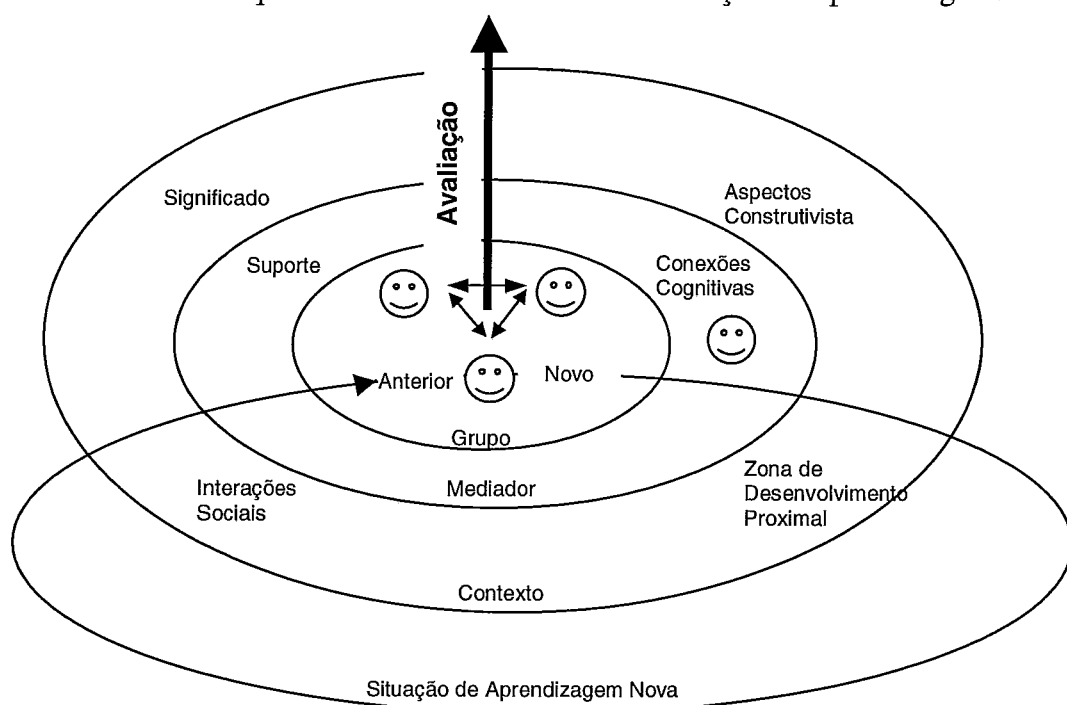 Avaliação
Significado
Aspectos
Construtivista
Suporte
Conexões
Cognitivas
Anterior
Novo
Grupo
Interações
Sociais
Mediador
Zona de
Desenvolvimento
Proximal
Contexto
Situação de Aprendizagem Nova